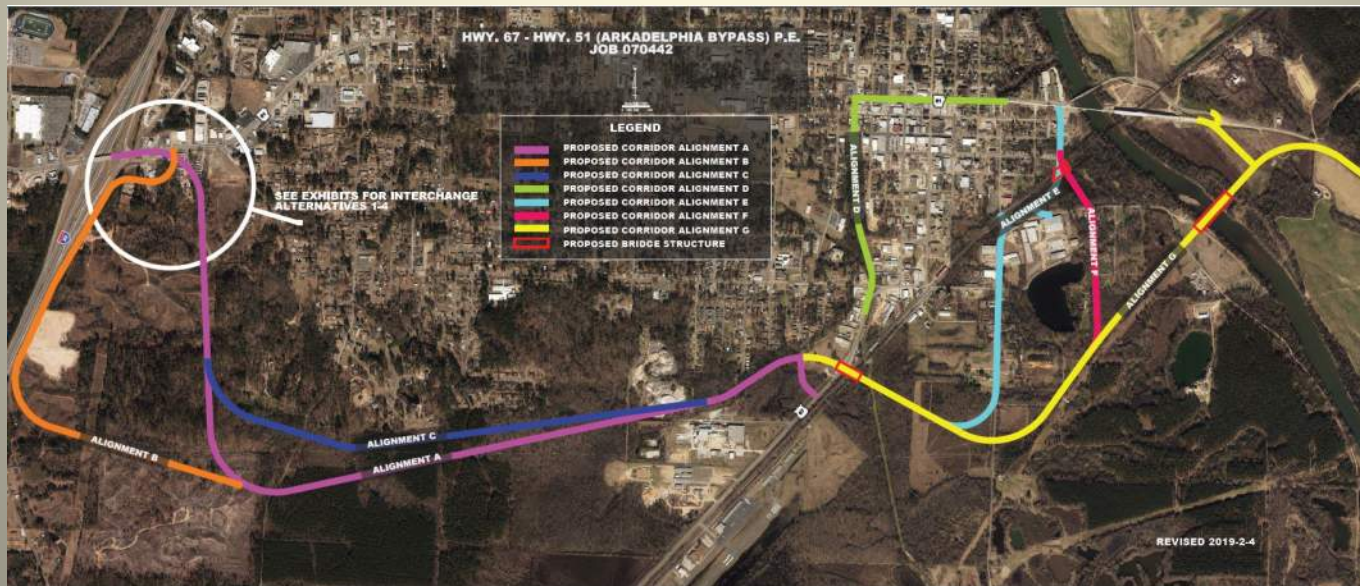 HWY. 67 - HWY. 51 (ARKADELPHIA BYPASS) P.E.
JOB 070442
LEGEND
PROPOSED CORRIDOR ALIGNMENT A
PROPOSED CORRIDOR ALIGNMENT B
PROPOSED CORRIDOR ALIGNMENT C
PROPOSED CORRIDOR ALIGNMENT D
PROPOSED CORRIDOR ALIGNMENT E
PROPOSED CORRIDOR ALIGNMENT F
PROPOSED CORRIDOR ALIGNMENT G
PROPOSED BRIDGE STRUCTURE
SEE EXHIBITS FOR INTERCHANGE
ALTERNATIVES 1-4
ALIGNMENT D
ALIGNMENT E
ALIGNMENT F
ALIGNMENT G
ALIGNMENT C
ALIGNMENT B
ALIGNMENT A
REVISED 2019-2-4